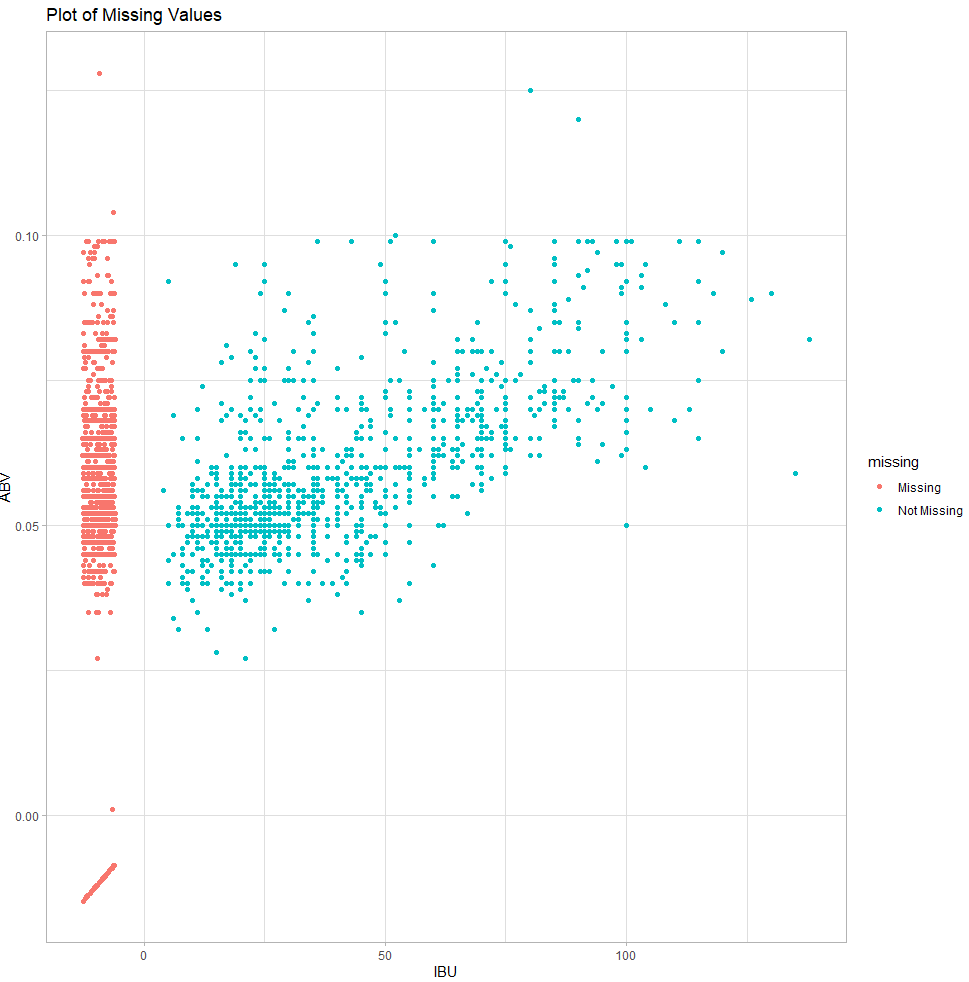 Plot of Missing Values
0.10
0.05
0.00
ABV
0
50
100
IBU
missing
Missing
Not Missing